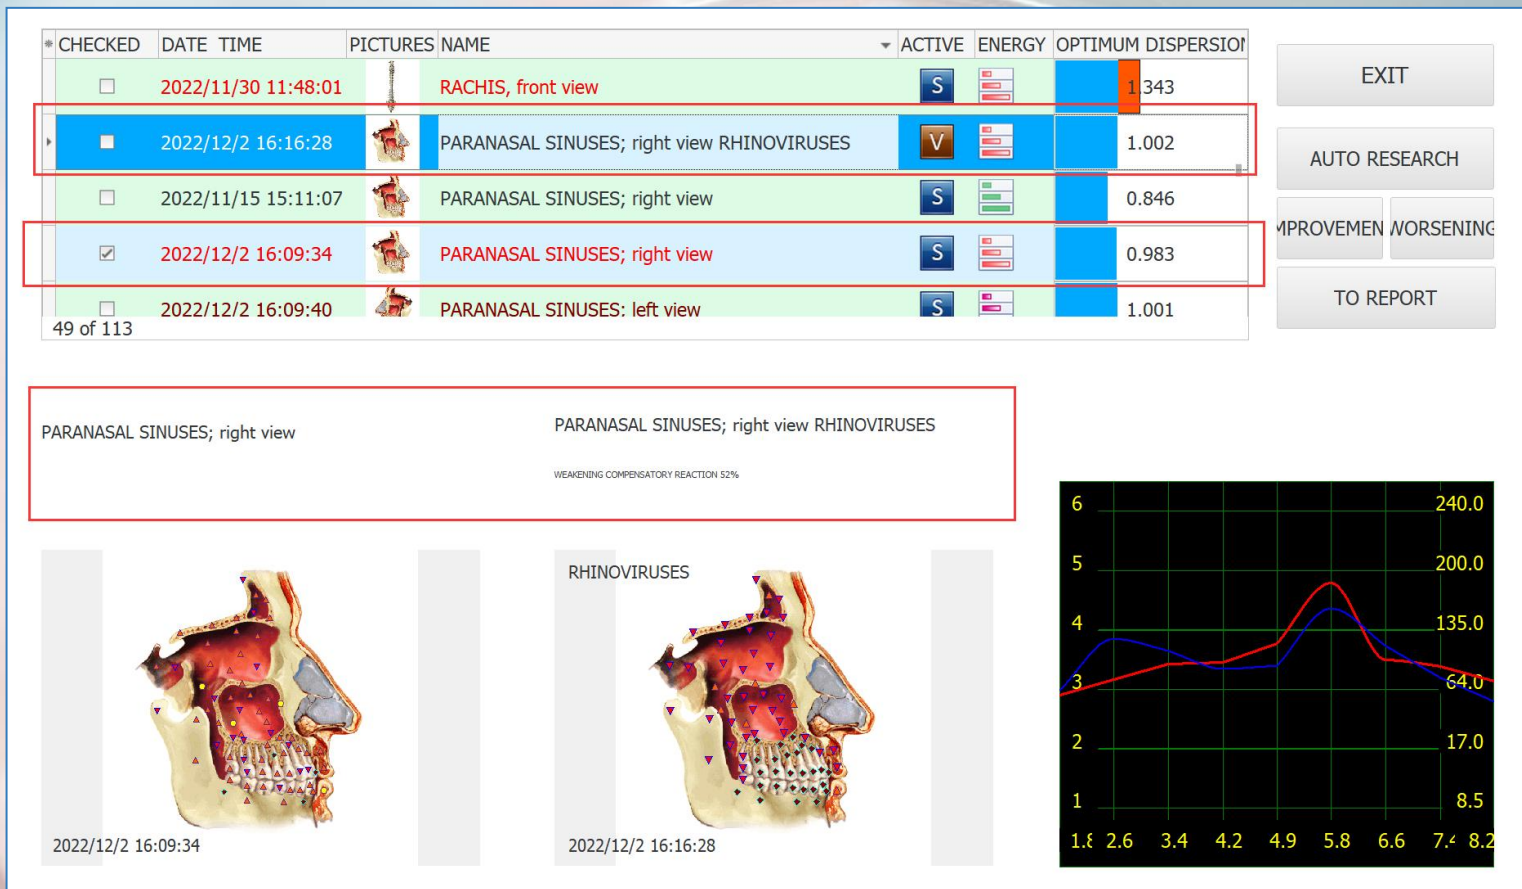 CHECKED DATE TIME PICTURES NAME ACTIVE ENERGY OPTIMUM DISPERSION
2022/11/30 11:48:01 RACHIS, front view S 1.343
2022/12/2 16:16:28 PARANASAL SINUSES; right view RHINOVIRUSES V 1.002
2022/11/15 15:11:07 PARANASAL SINUSES; right view S 0.846
2022/12/2 16:09:34 PARANASAL SINUSES; right view S 0.983
2022/12/2 16:09:40 PARANASAL SINUSES; left view S 1.001
49 of 113
EXIT
AUTO RESEARCH
MPROVEMEN WORSENING
TO REPORT
PARANASAL SINUSES; right view
PARANASAL SINUSES; right view RHINOVIRUSES
WEAKENING COMPENSATORY REACTION 52%
2022/12/2 16:09:34
RHINOVIRUSES
2022/12/2 16:16:28
6 240.0
5 200.0
4 135.0
3 64.0
2 17.0
1 8.5
1.8 2.6 3.4 4.2 4.9 5.8 6.6 7.4 8.2